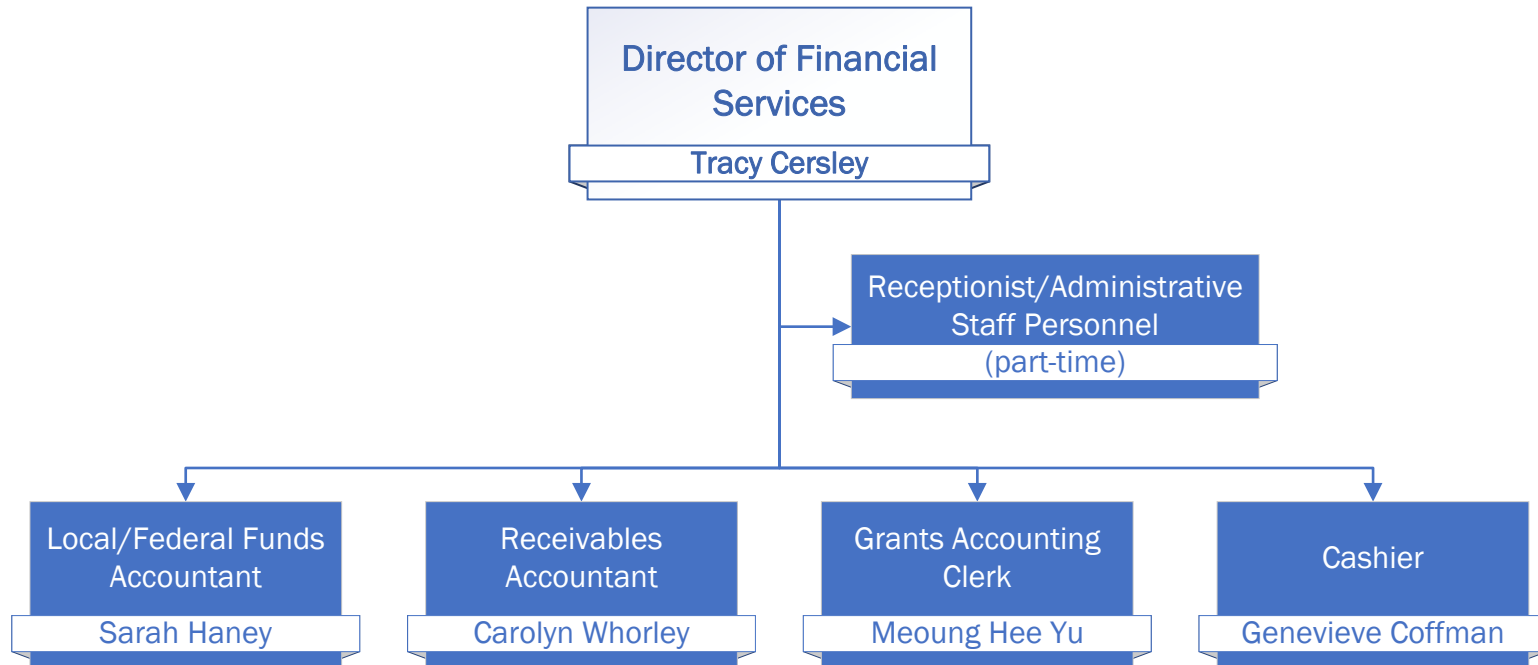 Director of Financial
Services
Tracy Cersley
Receptionist/Administrative
Staff Personnel
(part-time)
Local/Federal Funds
Accountant
Sarah Haney
Receivables
Accountant
Carolyn Whorley
Grants Accounting
Clerk
Meoung Hee Yu
Cashier
Genevieve Coffman